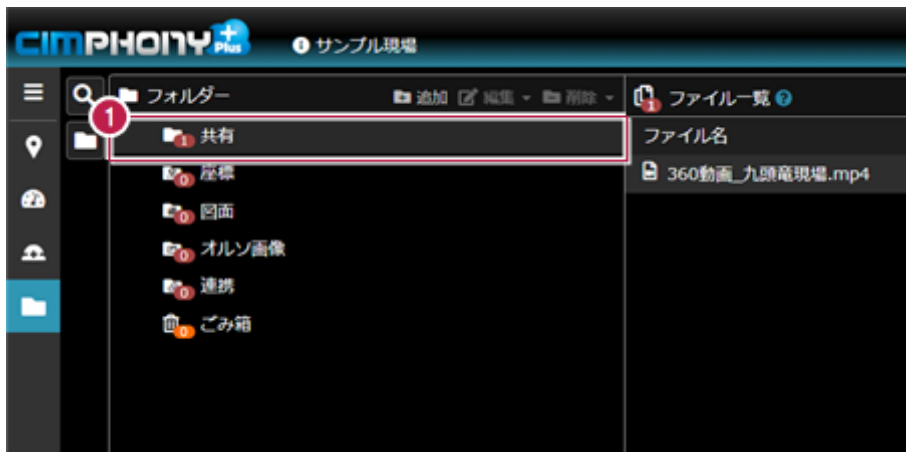 CIMPHONY Plus サンプル現場
フォルダー 追加 編集 削除 1 ファイル一覧
1
1 共有 ファイル名
0 座標 360動画_九頭竜現場.mp4
0 図面
0 オルソ画像
0 連携
0 ごみ箱